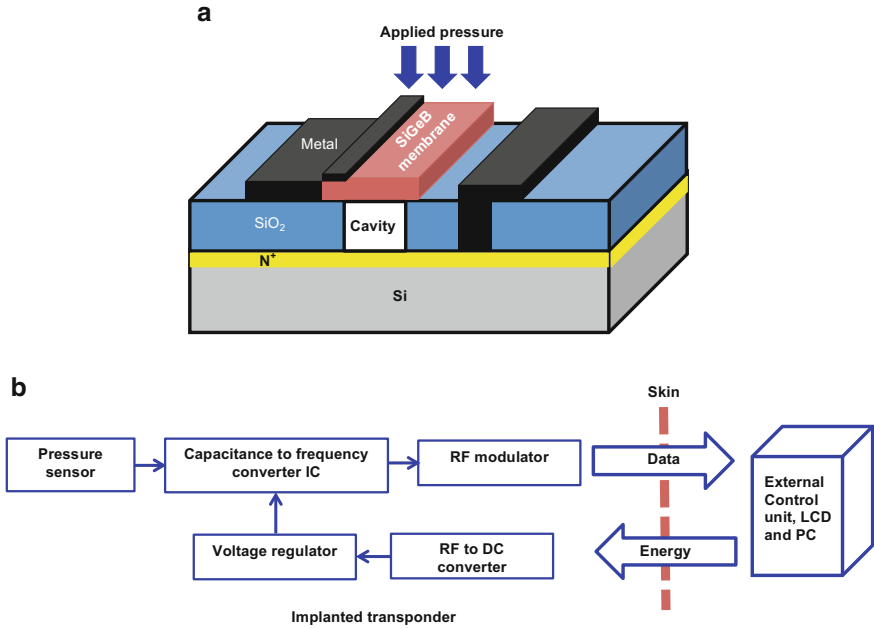 a
Applied pressure
Metal
SiGeB
membrane
SiO₂
Cavity
N⁺
Si
b
Skin
Pressure
sensor
Capacitance to frequency
converter IC
RF modulator
Data
External
Control
unit, LCD
and PC
Voltage regulator
RF to DC
converter
Energy
Implanted transponder